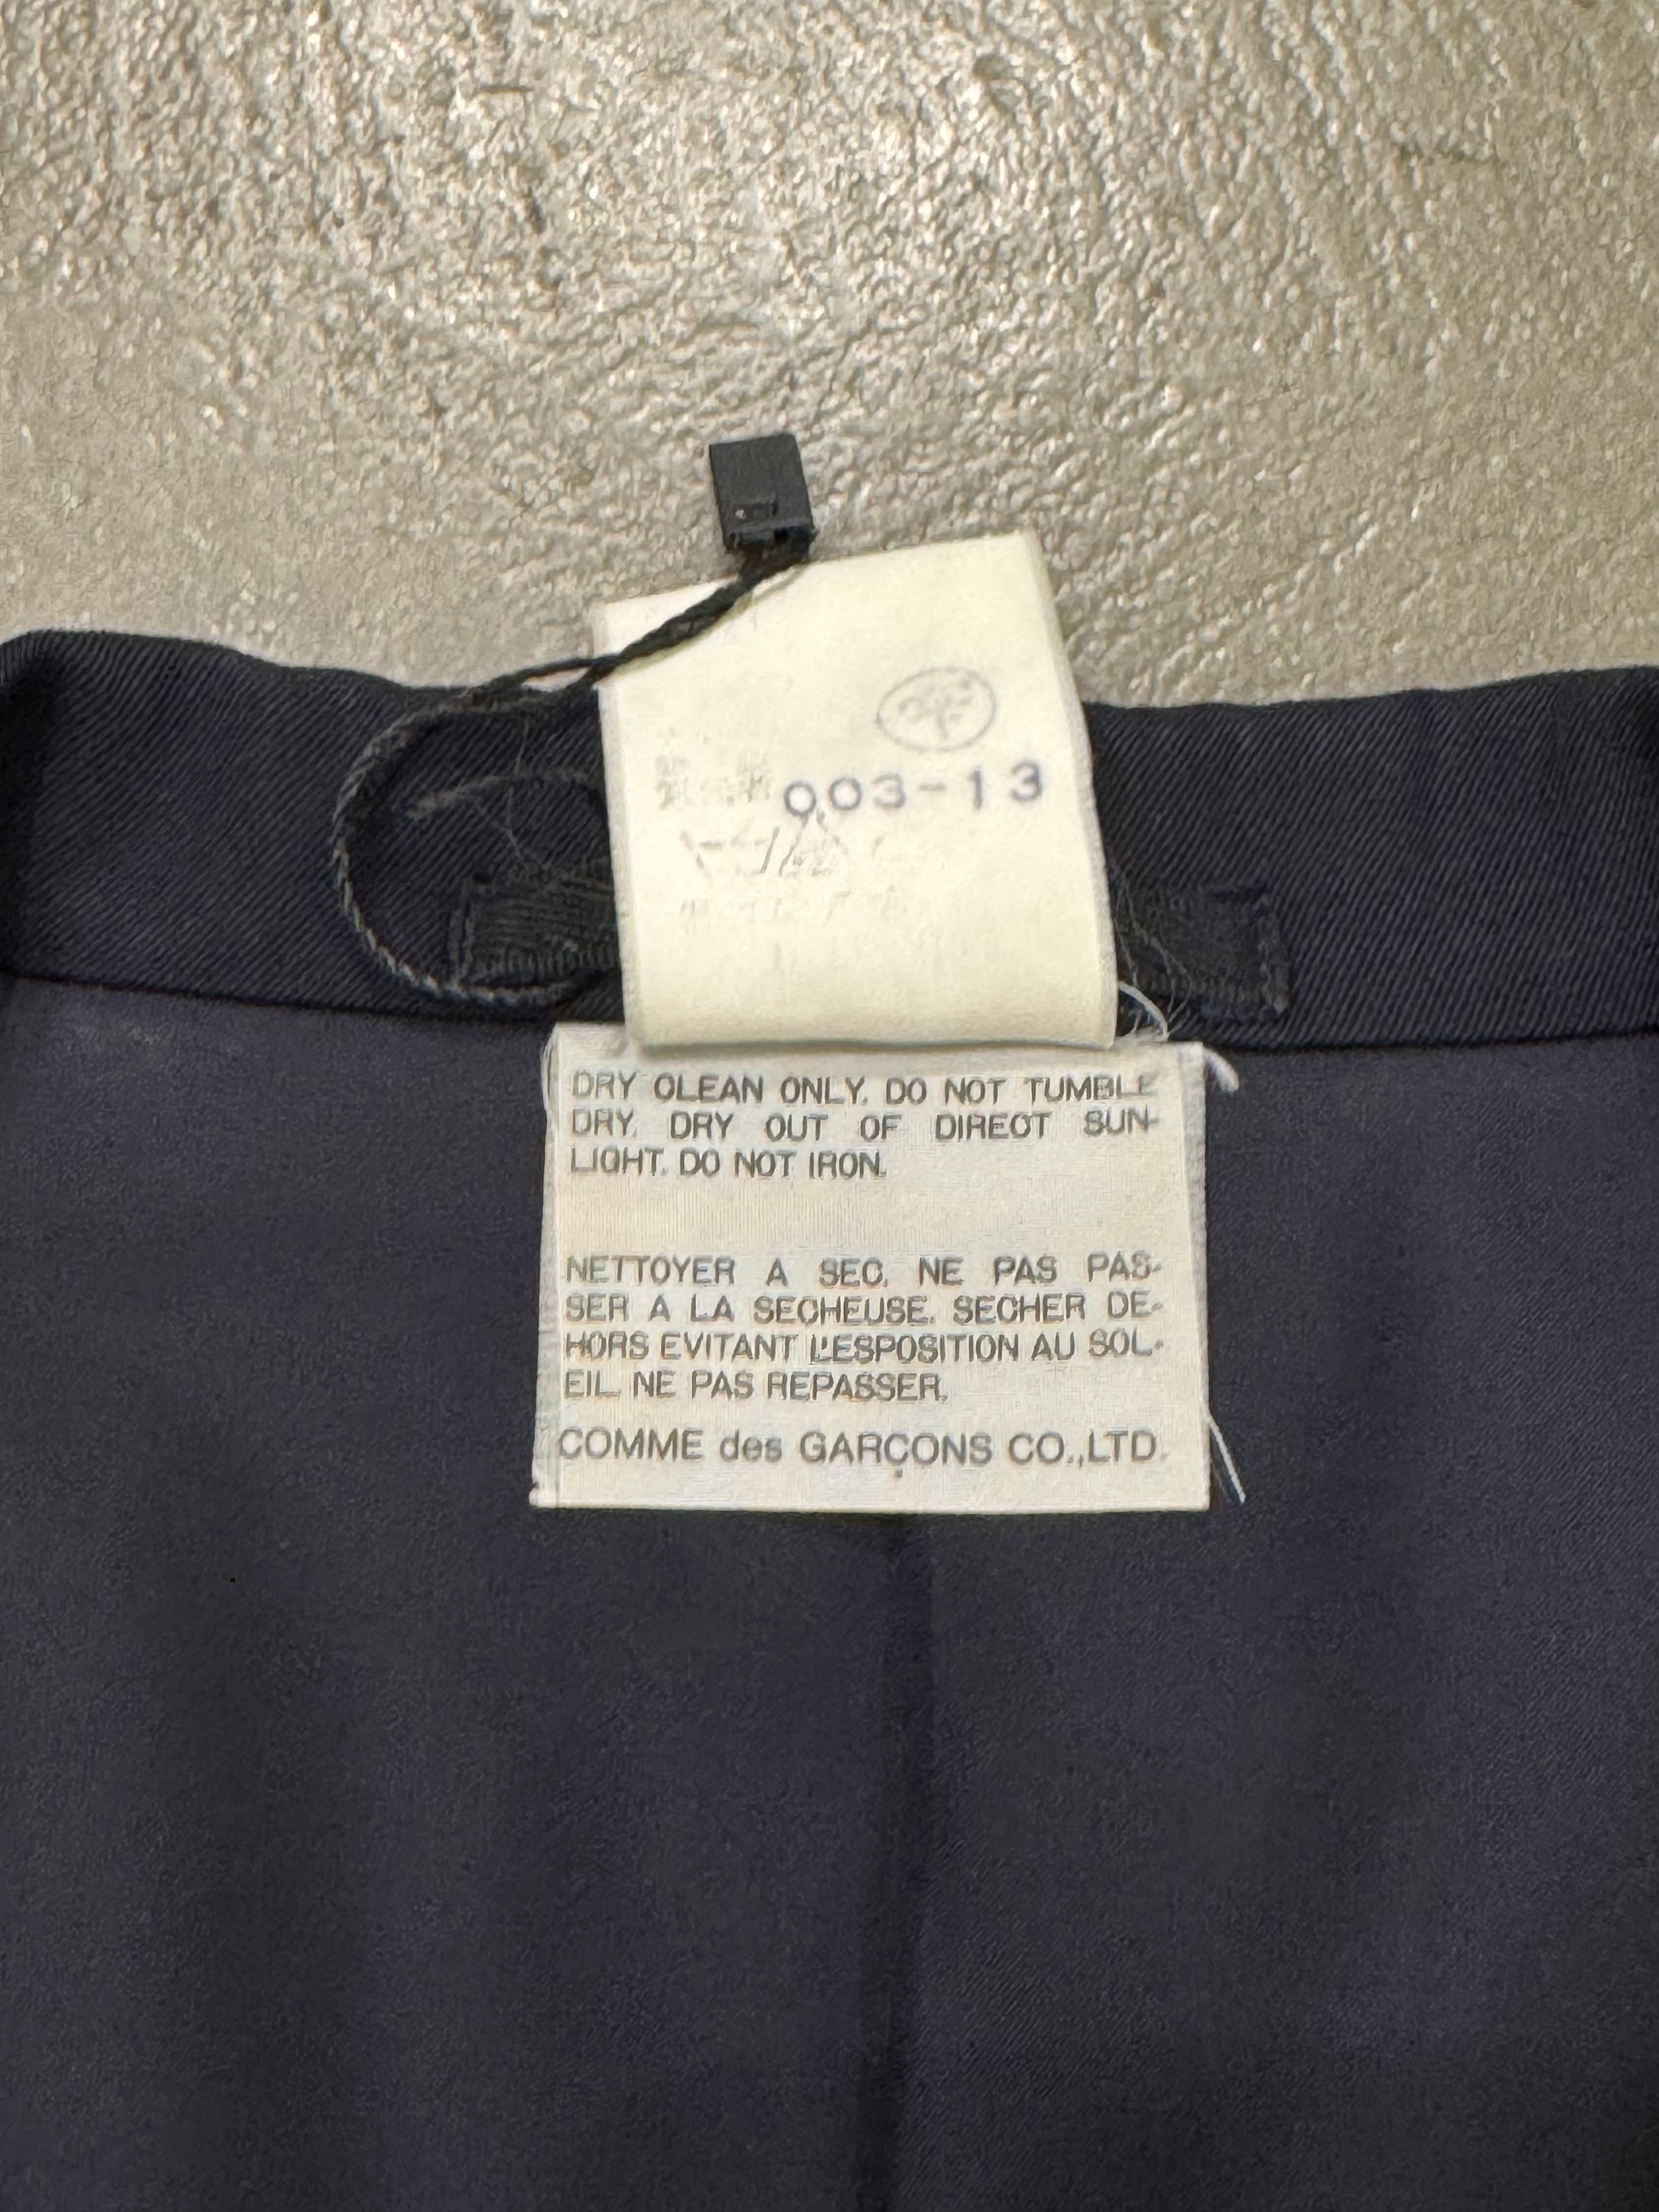 003-13
DRY CLEAN ONLY. DO NOT TUMBLE
DRY. DRY OUT OF DIRECT SUN-
LIGHT. DO NOT IRON.
NETTOYER A SEC. NE PAS PAS-
SER A LA SECHEUSE. SECHER DE-
HORS EVITANT L'ESPOSITION AU SOL-
EIL. NE PAS REPASSER.
COMME des GARÇONS CO.,LTD.